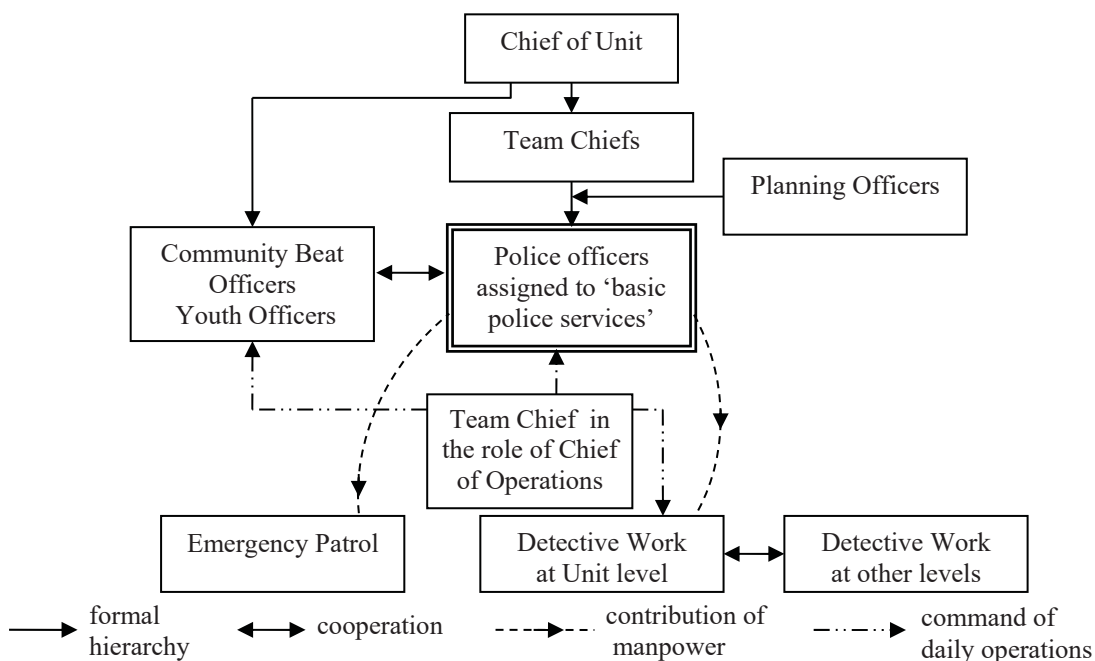 Chief of Unit
Team Chiefs
Planning Officers
Community Beat
Officers
Youth Officers
Police officers
assigned to ‘basic
police services’
Team Chief in
the role of Chief
of Operations
Emergency Patrol
Detective Work
at Unit level
Detective Work
at other levels
formal
hierarchy
cooperation
contribution of
manpower
command of
daily operations